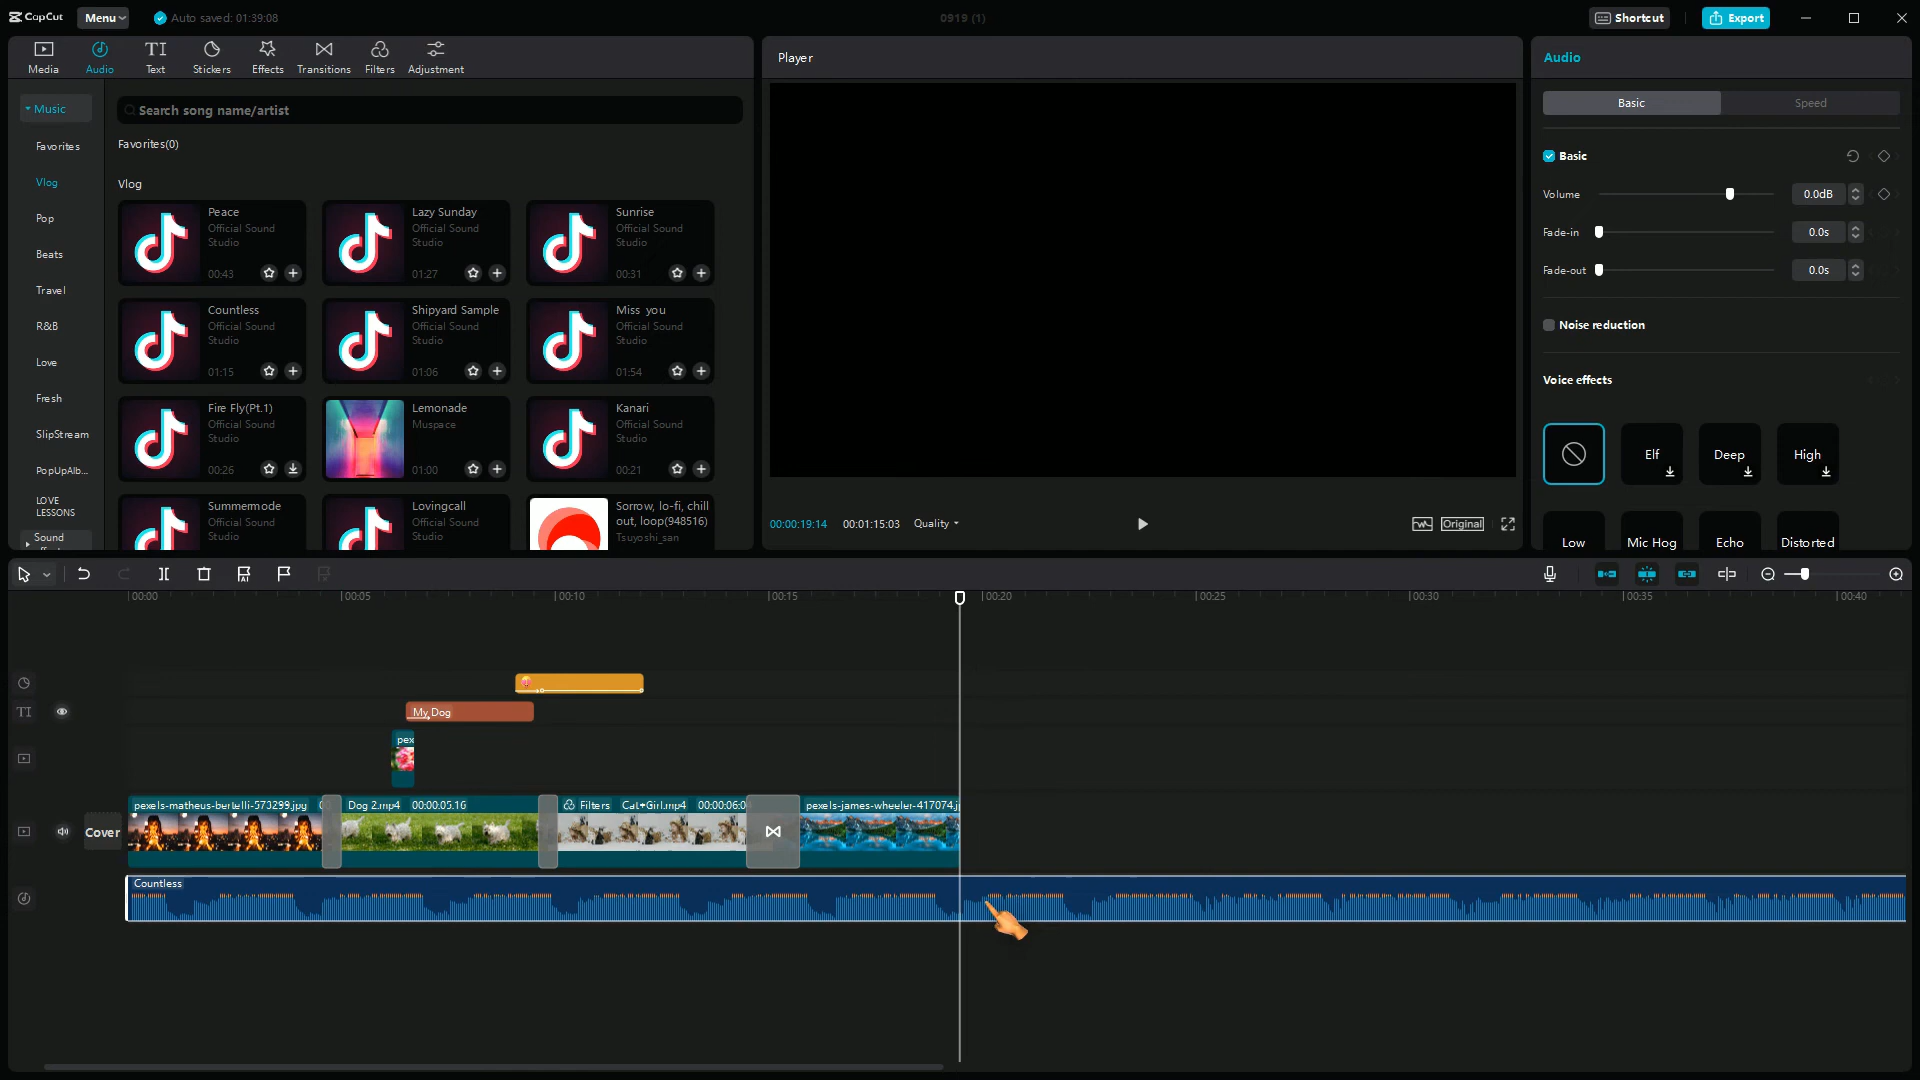 CapCut
Menu
Auto saved: 01:39:08
0919 (1)
Shortcut
Export
Media
Audio
Text
Stickers
Effects
Transitions
Filters
Adjustment
Music
Favorites
Vlog
Pop
Beats
Travel
R&B
Love
Fresh
SlipStream
PopUpAlb...
LOVE
LESSONS
Sound
Search song name/artist
Favorites(0)
Vlog
Peace
Official Sound
Studio
00:43
Lazy Sunday
Official Sound
Studio
01:27
Sunrise
Official Sound
Studio
00:31
Countless
Official Sound
Studio
01:15
Shipyard Sample
Official Sound
Studio
01:06
Miss you
Official Sound
Studio
01:54
Fire Fly(Pt.1)
Official Sound
Studio
00:26
Lemonade
Muspace
01:00
Kanari
Official Sound
Studio
00:21
Summermode
Official Sound
Studio
Lovingcall
Official Sound
Studio
Sorrow, lo-fi, chill
out, loop(948516)
Tsuyoshi_san
Player
00:00:19:14
00:01:15:03
Quality
Original
Audio
Basic
Speed
Basic
Volume
0.0dB
Fade-in
0.0s
Fade-out
0.0s
Noise reduction
Voice effects
Elf
Deep
High
Low
Mic Hog
Echo
Distorted
00:00
00:05
00:10
00:15
00:20
00:25
00:30
00:35
00:40
TI
My Dog
pex
Cover
pexels-matheus-bertelli-573299.jpg
Dog 2.mp4 00:00:05:16
Filters Cat+Girl.mp4 00:00:06:0
pexels-james-wheeler-417074.j
Countless